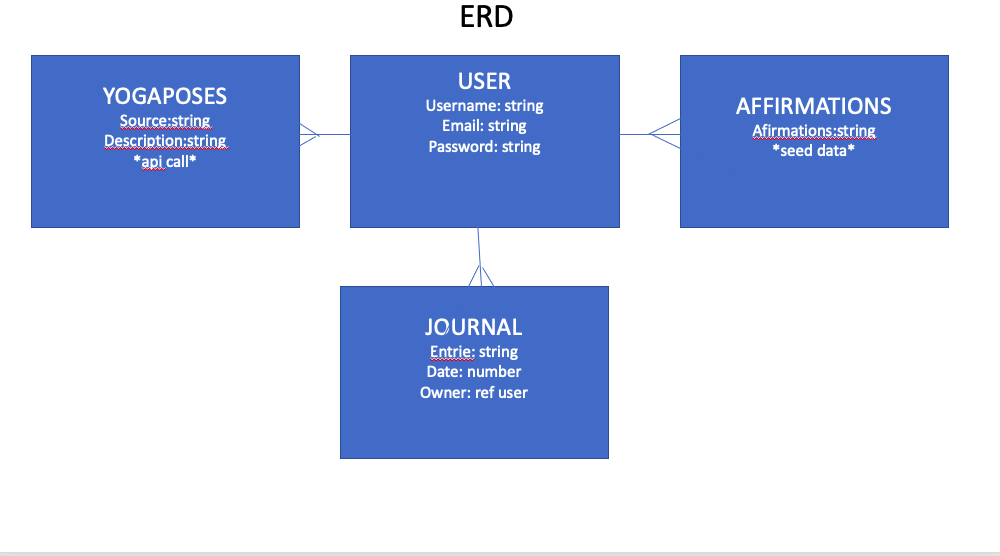 ERD
YOGAPOSES
Source:string
Description:string
*api call*
USER
Username: string
Email: string
Password: string
AFFIRMATIONS
Afirmations:string
*seed data*
JOURNAL
Entrie: string
Date: number
Owner: ref user